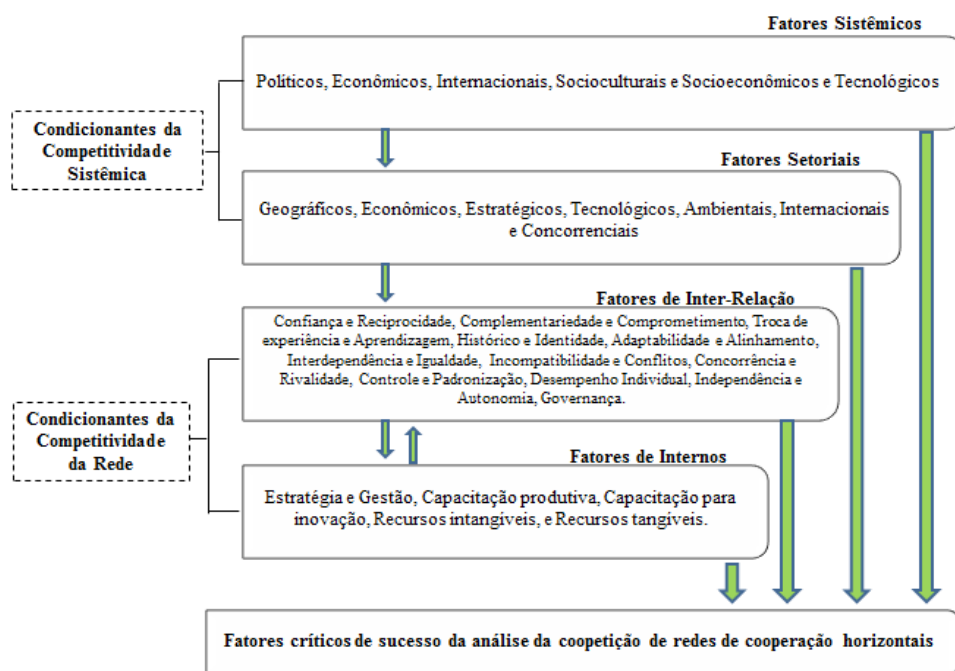 Fatores Sistêmicos
Políticos, Econômicos, Internacionais, Socioculturais e Socioeconômicos e Tecnológicos
Condicionantes da
Competitividade
Sistêmica
Fatores Setoriais
Geográficos, Econômicos, Estratégicos, Tecnológicos, Ambientais, Internacionais
e Concorrenciais
Fatores de Inter-Relação
Confiança e Reciprocidade, Complementariedade e Comprometimento, Troca de
experiência e Aprendizagem, Histórico e Identidade, Adaptabilidade e Alinhamento,
Interdependência e Igualdade, Incompatibilidade e Conflitos, Concorrência e
Rivalidade, Controle e Padronização, Desempenho Individual, Independência e
Autonomia, Governança.
Condicionantes da
Competitividade
da Rede
Fatores de Internos
Estratégia e Gestão, Capacitação produtiva, Capacitação para
inovação, Recursos intangíveis, e Recursos tangíveis.
Fatores críticos de sucesso da análise da coopetição de redes de cooperação horizontais